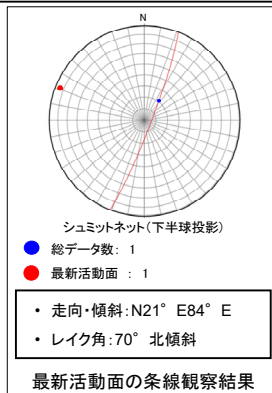 N
シュミットネット(下半球投影)
総データ数: 1
最新活動面 : 1
• 走向・傾斜:N21°E84°E
• レイク角:70°北傾斜
最新活動面の条線観察結果